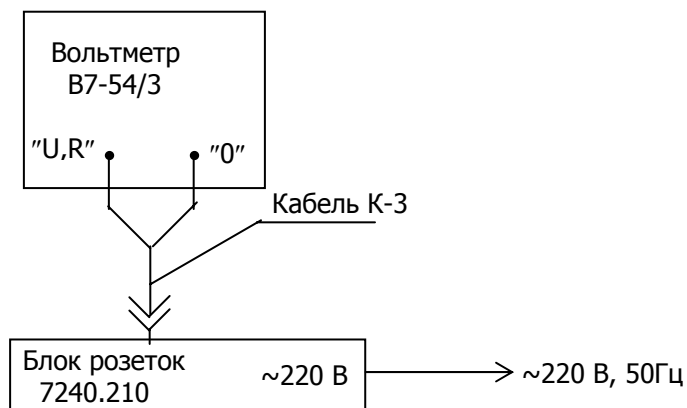 Вольтметр
В7-54/3
"U,R"
"0"
Кабель К-3
Блок розеток
7240.210
~220 В
~220 В, 50Гц